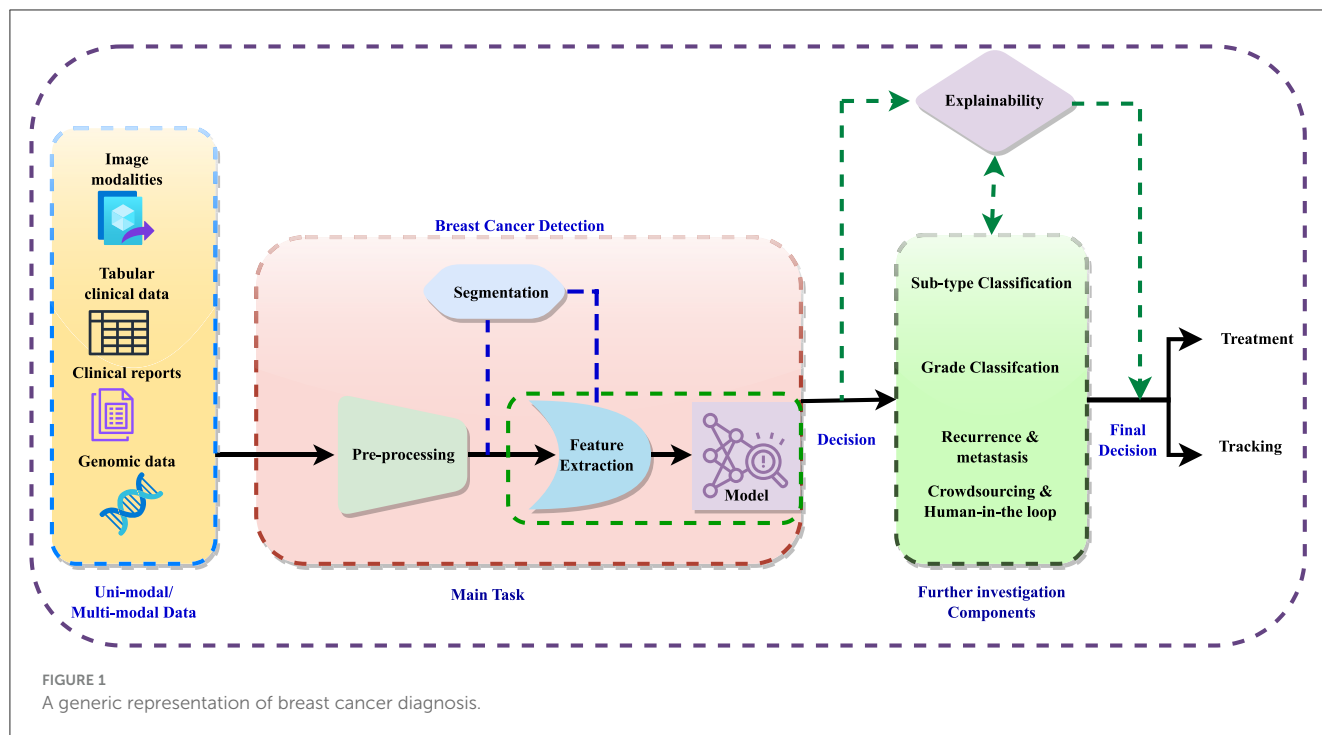 Image
modalities
Tabular
clinical data
Clinical reports
Genomic data
Uni-modal/
Multi-modal Data
Breast Cancer Detection
Segmentation
Pre-processing
Feature
Extraction
Model
Main Task
Decision
Explainability
Sub-type Classification
Grade Classifcation
Recurrence &
metastasis
Crowdsourcing &
Human-in-the loop
Further investigation
Components
Final
Decision
Treatment
Tracking
FIGURE 1
A generic representation of breast cancer diagnosis.